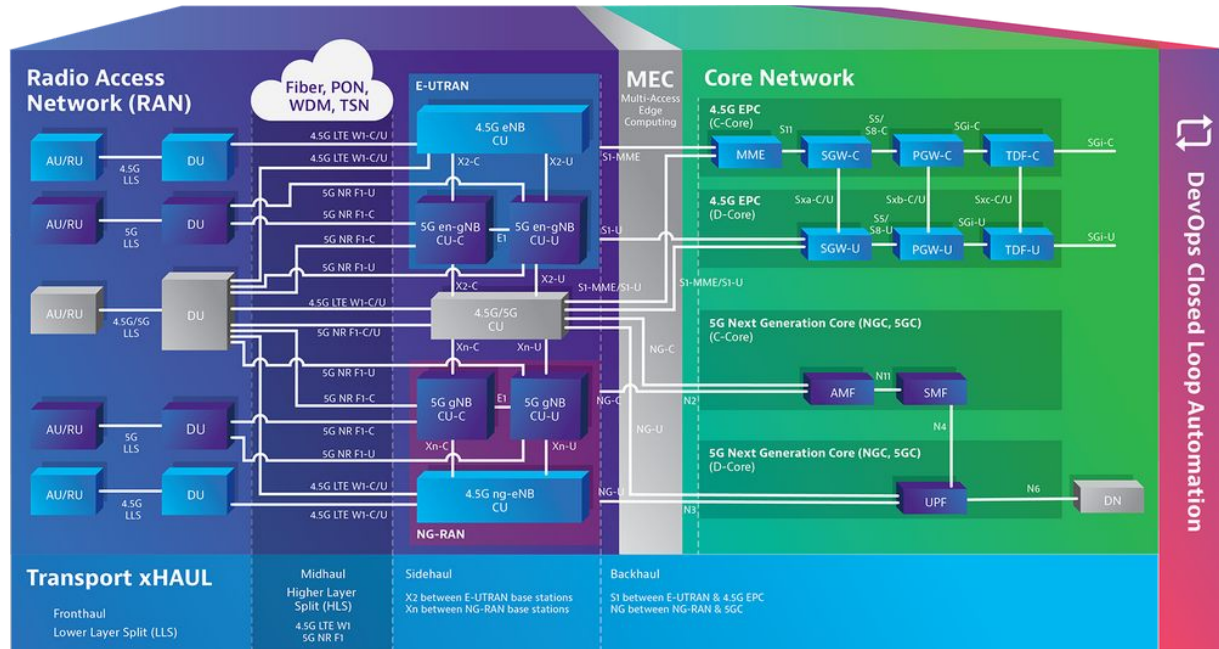 Radio Access
Network (RAN)
Fiber, PON,
WDM, TSN
E-UTRAN
MEC
Multi-Access
Edge
Computing
Core Network
4.5G EPC
(C-Core)
AU/RU
4.5G
LLS
DU
4.5G LTE W1-C/U
4.5G LTE W1-C/U
4.5G eNB
CU
X2-C
X2-U
S1-MME
MME
S11
SGW-C
S5/
S8-C
PGW-C
SGi-C
TDF-C
SGi-C
AU/RU
5G
LLS
DU
5G NR F1-U
5G NR F1-C
5G NR F1-C
5G NR F1-U
5G en-gNB
CU-C
E1
5G en-gNB
CU-U
S1-U
Sxa-C/U
Sxb-C/U
Sxc-C/U
4.5G EPC
(D-Core)
SGW-U
S5/
S8-U
PGW-U
SGi-U
TDF-U
SGi-U
X2-C
X2-U
S1-MME/S1-U
S1-MME/S1-U
AU/RU
4.5G/5G
LLS
DU
4.5G LTE W1-C/U
5G NR F1-C/U
4.5G/5G
CU
Xn-C
Xn-U
NG-C
5G Next Generation Core (NGC, 5GC)
(C-Core)
5G NR F1-U
5G NR F1-C
5G gNB
CU-C
E1
5G gNB
CU-U
NG-C
N2
AMF
N11
SMF
N4
AU/RU
5G
LLS
DU
5G NR F1-C
5G NR F1-U
Xn-C
Xn-U
NG-U
5G Next Generation Core (NGC, 5GC)
(D-Core)
AU/RU
4.5G
LLS
DU
4.5G LTE W1-C/U
4.5G LTE W1-C/U
4.5G ng-eNB
CU
NG-RAN
NG-U
N3
UPF
N6
DN
DevOps Closed Loop Automation
Transport xHAUL
Fronthaul
Lower Layer Split (LLS)
Midhaul
Higher Layer
Split (HLS)
4.5G LTE W1
5G NR F1
Sidehaul
X2 between E-UTRAN base stations
Xn between NG-RAN base stations
Backhaul
S1 between E-UTRAN & 4.5G EPC
NG between NG-RAN & 5GC